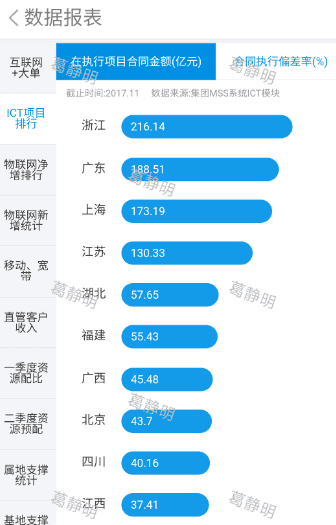 数据报表
互联网
+大单
ICT项目
排行
物联网净
增排行
物联网新
增统计
移动、宽
带
直管客户
收入
一季度资
源配比
二季度资
源预配
属地支撑
统计
基地支撑
在执行项目合同金额(亿元)
合同执行偏差率(%)
截止时间:2017.11 数据来源:集团MSS系统ICT模块
浙江 216.14
广东 188.51
上海 173.19
江苏 130.33
湖北 57.65
福建 55.43
广西 45.48
北京 43.7
四川 40.16
江西 37.41
葛静明
葛静明
葛静明
葛静明
葛静明
葛静明
葛静明
葛静明